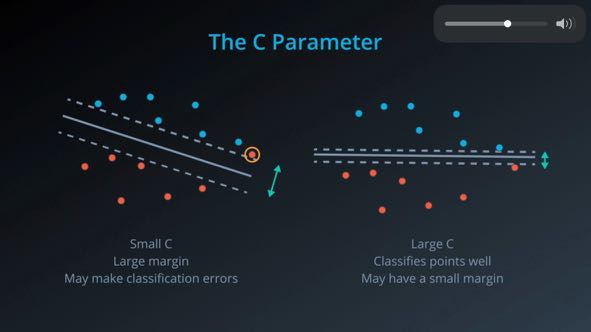 The C Parameter
Small C
Large margin
May make classification errors
Large C
Classifies points well
May have a small margin